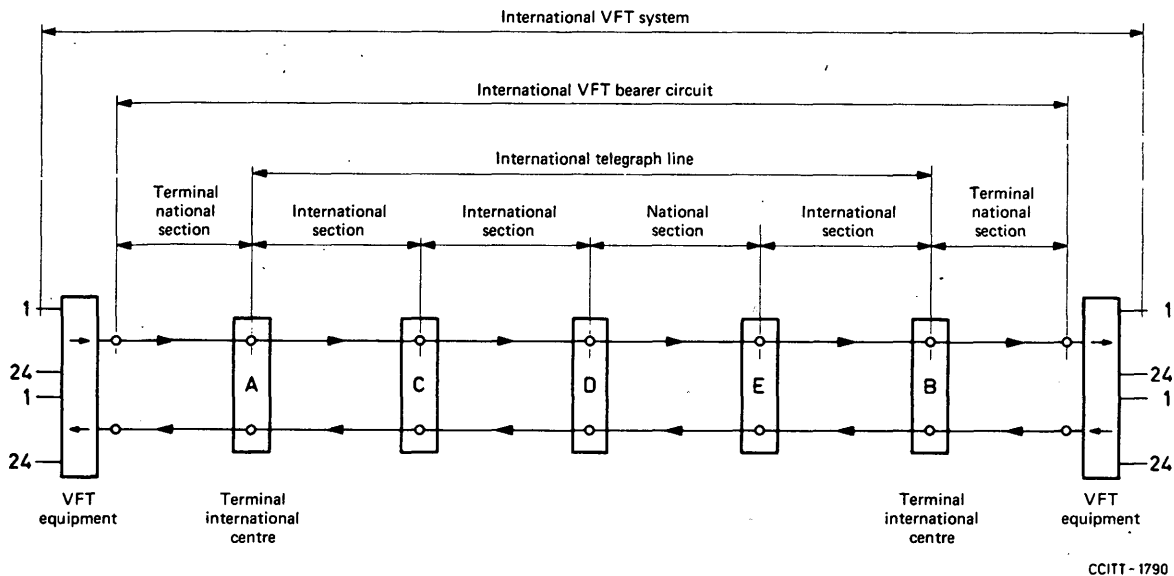 International VFT system
International VFT bearer circuit
International telegraph line
Terminal
national
section
International
section
International
section
National
section
International
section
Terminal
national
section
1
24
1
24
A
C
D
E
B
1
24
1
24
VFT
equipment
Terminal
international
centre
Terminal
international
centre
VFT
equipment
CCITT - 1790